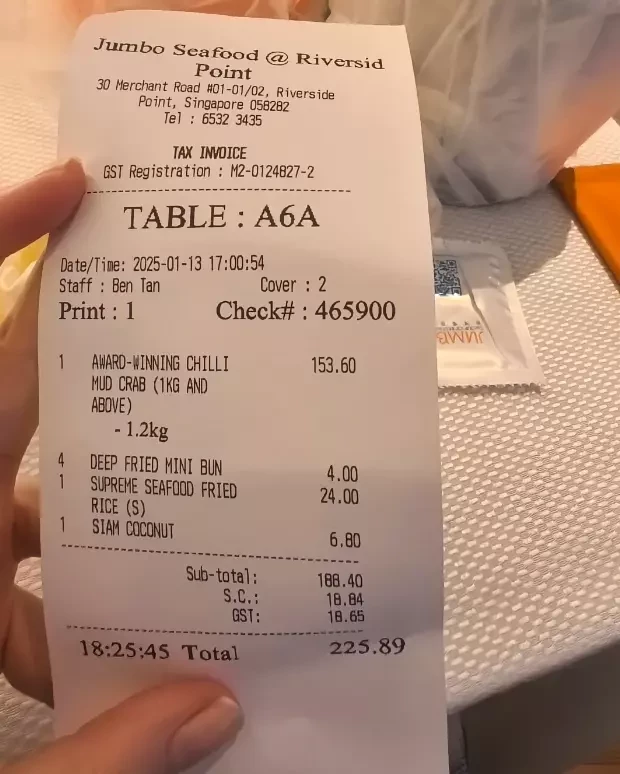 Jumbo Seafood @ Riversid
Point
30 Merchant Road #01-01/02, Riverside
Point, Singapore 058282
Tel : 6532 3435
TAX INVOICE
GST Registration : M2-0124827-2
TABLE : A6A
Date/Time: 2025-01-13 17:00:54
Staff : Ben Tan Cover : 2
Print : 1 Check# : 465900
1 AWARD-WINNING CHILLI 153.60
MUD CRAB (1KG AND
ABOVE)
- 1.2kg
4 DEEP FRIED MINI BUN 4.00
1 SUPREME SEAFOOD FRIED 24.00
RICE (S)
1 SIAM COCONUT 6.80
Sub-total: 188.40
S.C.: 18.84
GST: 18.65
18:25:45 Total 225.89
JUMB